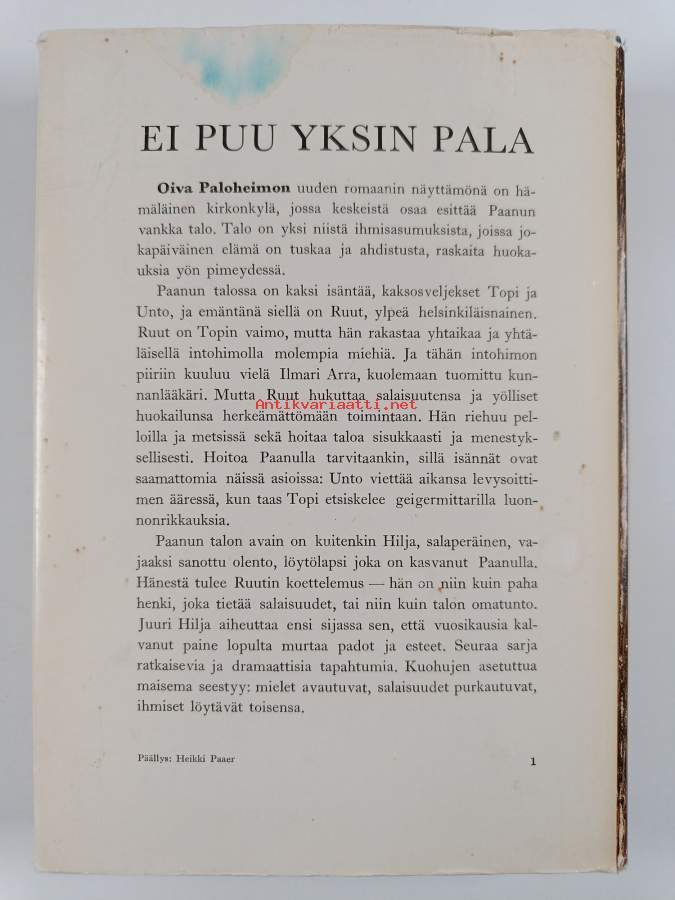 EI PUU YKSIN PALA
Oiva Paloheimon uuden romaanin näyttämönä on hä-
mäläinen kirkonkylä, jossa keskeistä osaa esittää Paanun
vankka talo. Talo on yksi niistä ihmisasumuksista, joissa jo-
kapäiväinen elämä on tuskaa ja ahdistusta, raskaita huoka-
uksia yön pimeydessä.
Paanun talossa on kaksi isäntää, kaksosveljekset Topi ja
Unto, ja emäntänä siellä on Ruut, ylpeä helsinkiläisnainen.
Ruut on Topin vaimo, mutta hän rakastaa yhtaikaa ja yhtä-
läisellä intohimolla molempia miehiä. Ja tähän intohimon
piiriin kuuluu vielä Ilmari Arra, kuolemaan tuomittu kun-
nanlääkäri. Mutta Ruut hukuttaa salaisuutensa ja yölliset
Antikvariaatti.net
huokailunsa herkeämättömään toimintaan. Hän riehuu pel-
loilla ja metsissä sekä hoitaa taloa sisukkaasti ja menestyk-
sellisesti. Hoitoa Paanulla tarvitaankin, sillä isännät ovat
saamattomia näissä asioissa: Unto viettää aikansa levysoitti-
men ääressä, kun taas Topi etsiskelee geigermittarilla luon-
nonrikkauksia.
Paanun talon avain on kuitenkin Hilja, salaperäinen, va-
jaaksi sanottu olento, löytölapsi joka on kasvanut Paanulla.
Hänestä tulee Ruutin koettelemus — hän on niin kuin paha
henki, joka tietää salaisuudet, tai niin kuin talon omatunto.
Juuri Hilja aiheuttaa ensi sijassa sen, että vuosikausia kal-
vanut paine lopulta murtaa padot ja esteet. Seuraa sarja
ratkaisevia ja dramaattisia tapahtumia. Kuohujen asetuttua
maisema seestyy: mielet avautuvat, salaisuudet purkautuvat,
ihmiset löytävät toisensa.
Päällys: Heikki Paaer 1